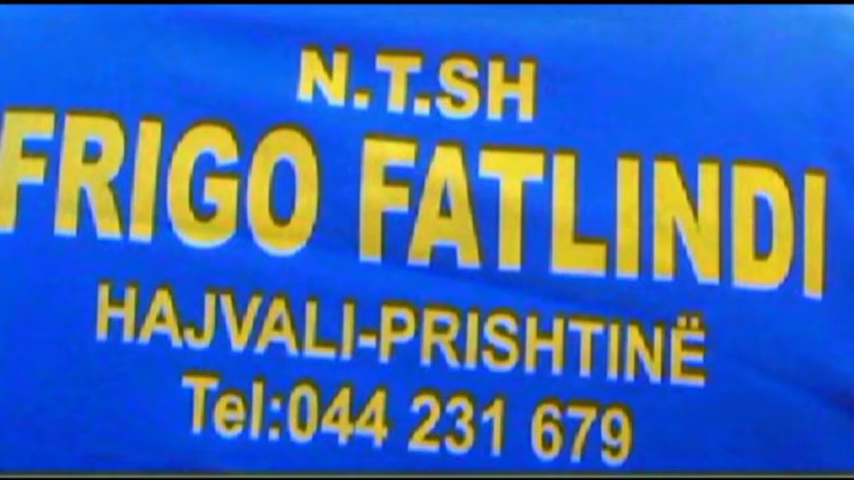 N.T.SH
FRIGO FATLINDI
HAJVALI-PRISHTINË
Tel:044 231 679